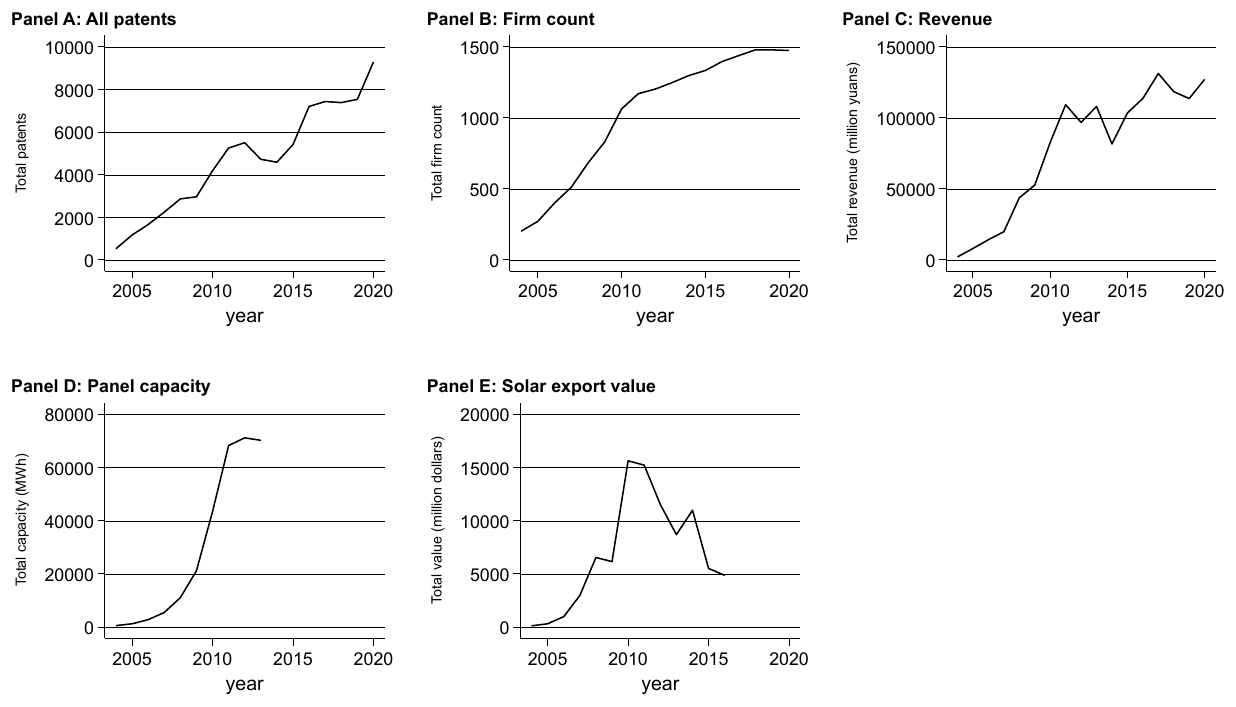 Panel A: All patents
Total patents
10000
8000
6000
4000
2000
0
2005 2010 2015 2020
year
Panel B: Firm count
Total firm count
1500
1000
500
0
2005 2010 2015 2020
year
Panel C: Revenue
Total revenue (million yuans)
150000
100000
50000
0
2005 2010 2015 2020
year
Panel D: Panel capacity
Total capacity (MWh)
80000
60000
40000
20000
0
2005 2010 2015 2020
year
Panel E: Solar export value
Total value (million dollars)
20000
15000
10000
5000
0
2005 2010 2015 2020
year